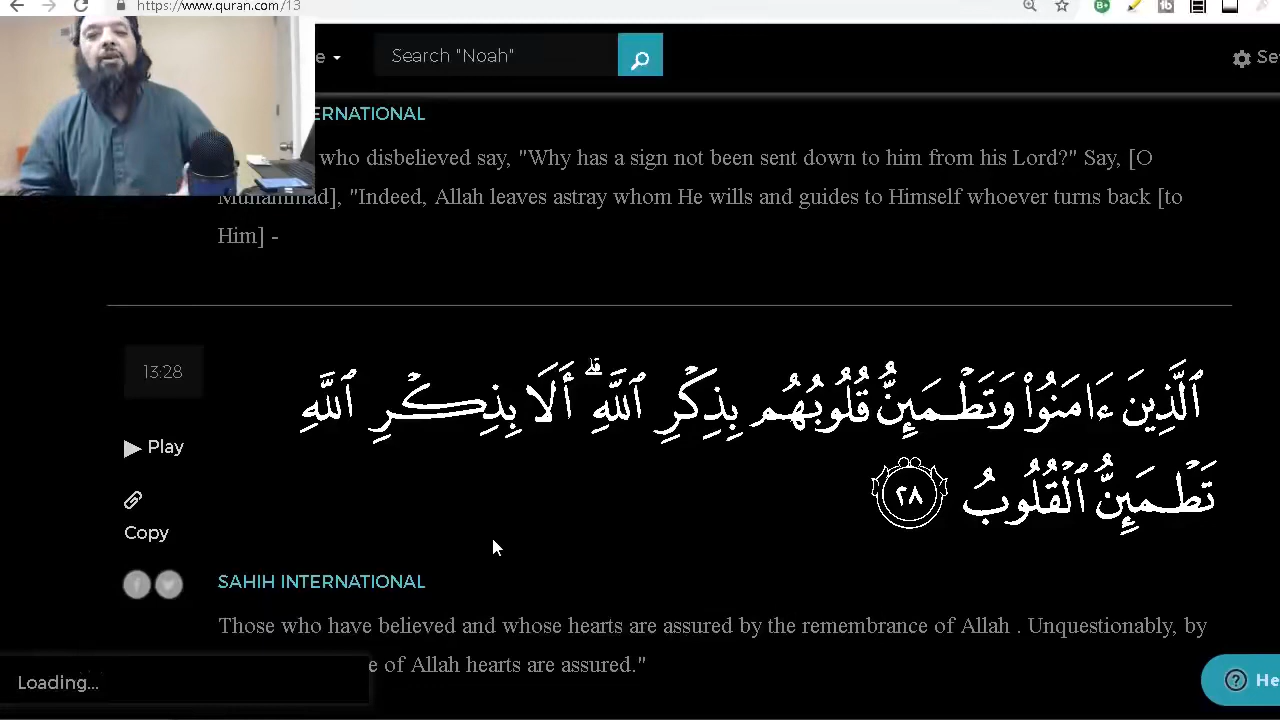 https://www.quran.com/13
e
Search "Noah"
Se
ERNATIONAL
who disbelieved say, "Why has a sign not been sent down to him from his Lord?" Say, [O
Muhammad], "Indeed, Allah leaves astray whom He wills and guides to Himself whoever turns back [to
Him] -
13:28
ٱلَّذِينَ ءَامَنُوا۟ وَتَطْمَئِنُّ قُلُوبُهُم بِذِكْرِ ٱللَّهِ ۗ أَلَا بِذِكْرِ ٱللَّهِ
تَطْمَئِنُّ ٱلْقُلُوبُ ٢٨
Play
Copy
SAHIH INTERNATIONAL
Those who have believed and whose hearts are assured by the remembrance of Allah . Unquestionably, by
e of Allah hearts are assured."
Loading...
He